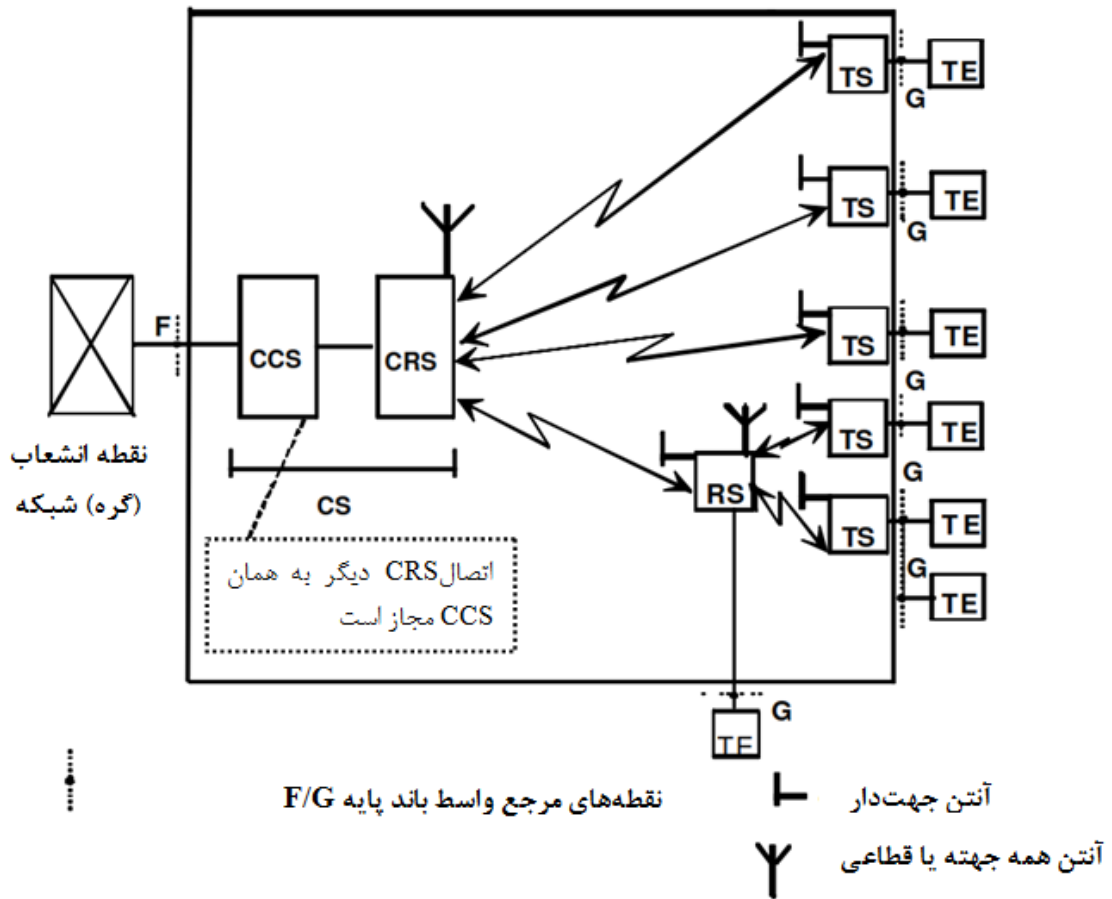 TS
TE
G
TS
TE
G
F
CCS
CRS
TS
TE
G
نقطه انشعاب
(گره) شبکه
CS
RS
TS
TE
G
اتصال CRS دیگر به همان
CCS مجاز است
TS
TE
G
TE
G
TE
نقطه‌های مرجع واسط باند پایه F/G
آنتن جهت‌دار
آنتن همه جهته یا قطاعی